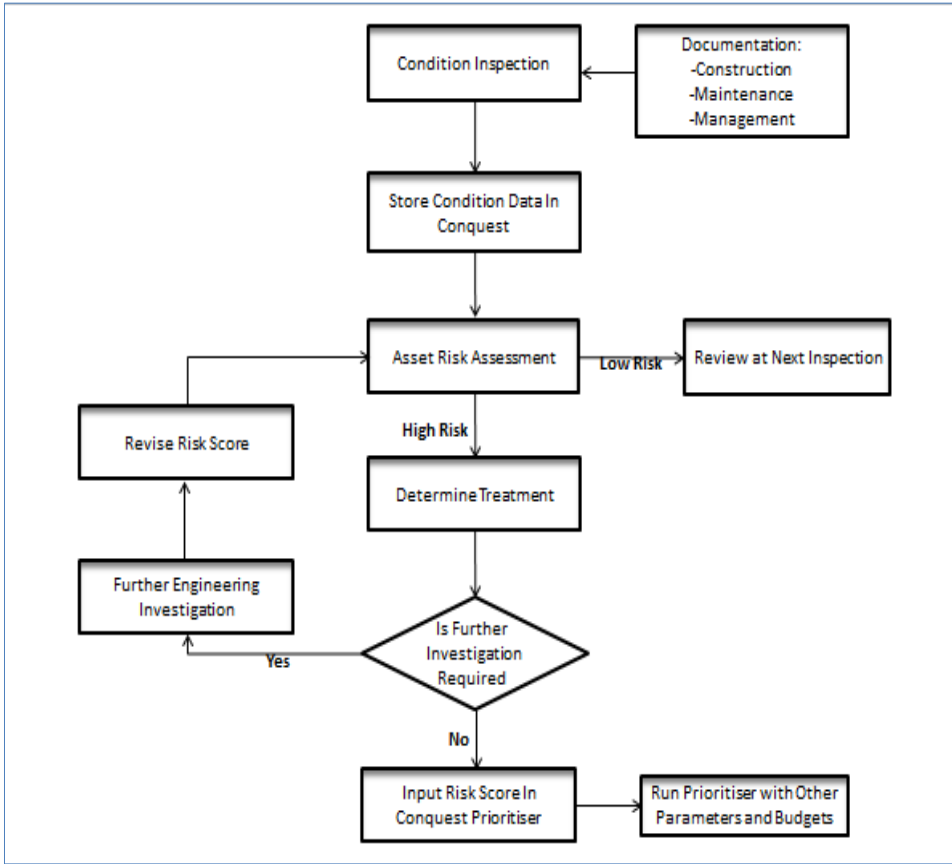 Condition Inspection
Documentation:
-Construction
-Maintenance
-Management
Store Condition Data In
Conquest
Asset Risk Assessment
Low Risk
Review at Next Inspection
High Risk
Revise Risk Score
Determine Treatment
Further Engineering
Investigation
Is Further
Investigation
Required
Yes
No
Input Risk Score In
Conquest Prioritiser
Run Prioritiser with Other
Parameters and Budgets